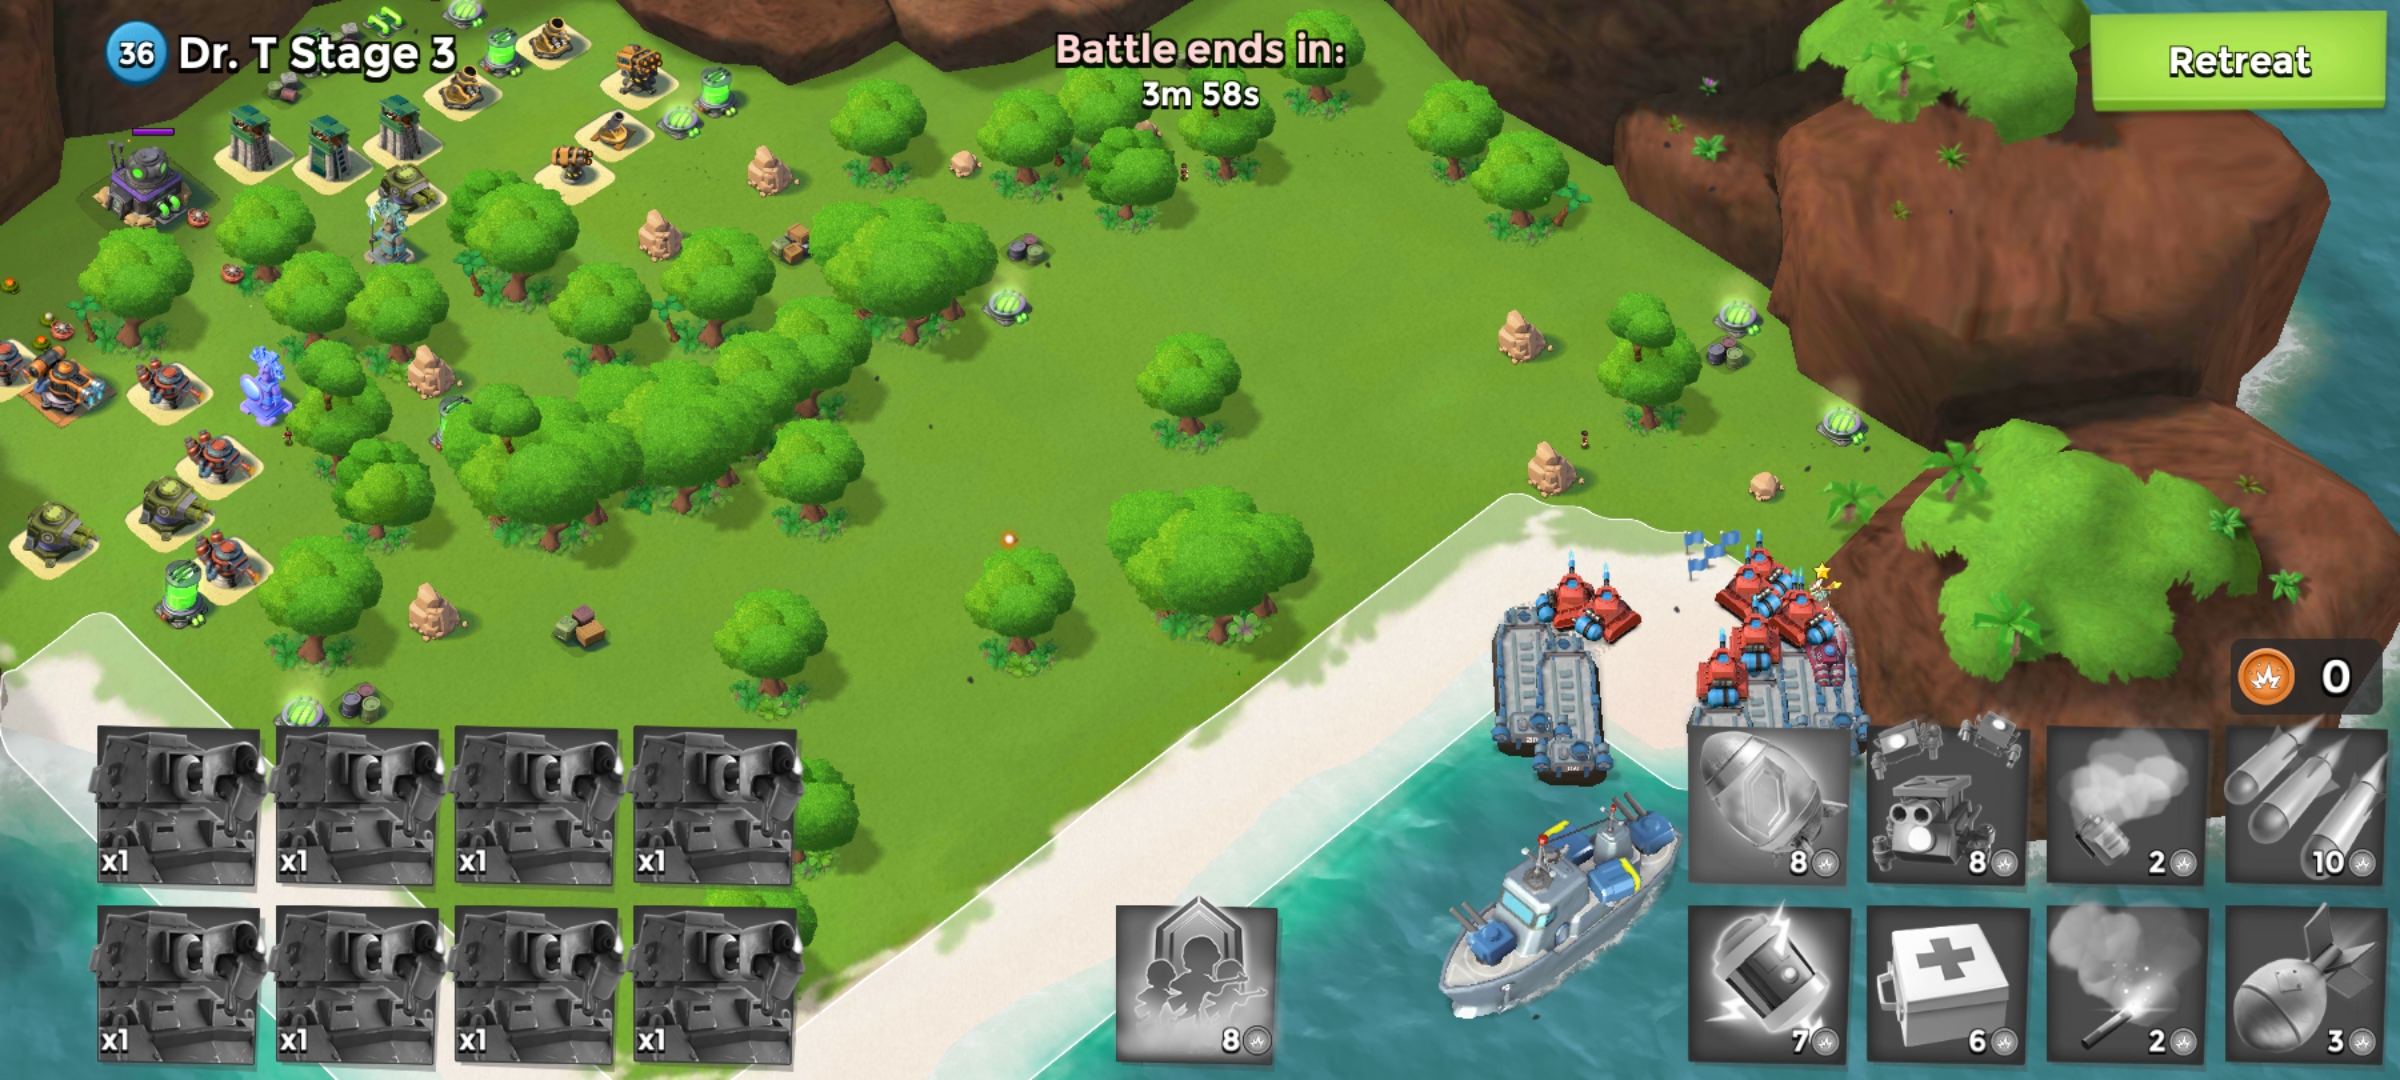 36 Dr. T Stage 3
Battle ends in:
3m 58s
Retreat
0
x1 x1 x1 x1
8 8 2 10
x1 x1 x1 x1
8
7 6 2 3